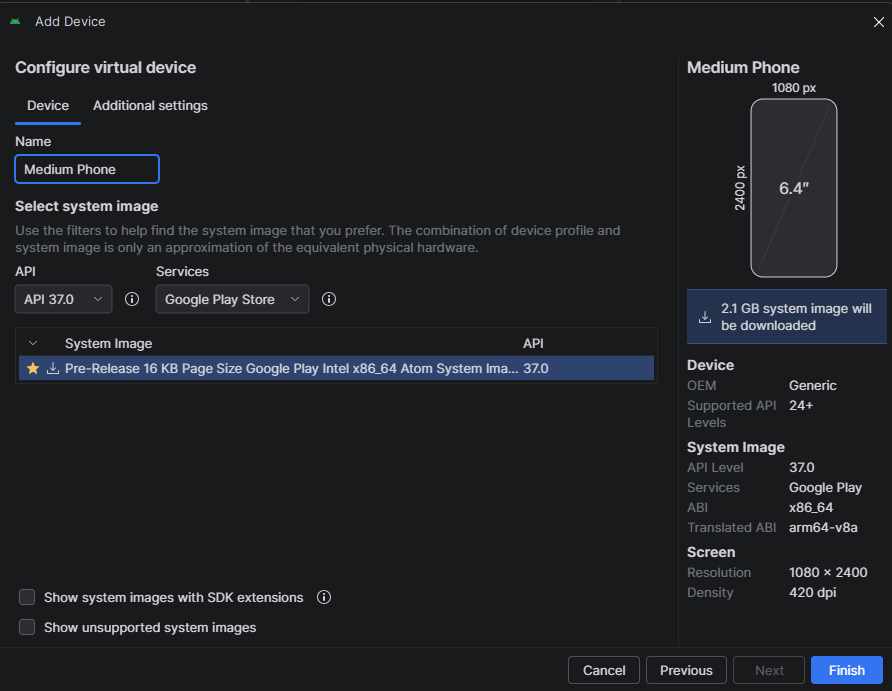 Add Device
Configure virtual device
Device Additional settings
Name
Medium Phone
Select system image
Use the filters to help find the system image that you prefer. The combination of device profile and
system image is only an approximation of the equivalent physical hardware.
API Services
API 37.0 Google Play Store
System Image API
Pre-Release 16 KB Page Size Google Play Intel x86_64 Atom System Ima... 37.0
Show system images with SDK extensions
Show unsupported system images
Medium Phone
1080 px
2400 px
6.4″
2.1 GB system image will
be downloaded
Device
OEM Generic
Supported API 24+
Levels
System Image
API Level 37.0
Services Google Play
ABI x86_64
Translated ABI arm64-v8a
Screen
Resolution 1080 × 2400
Density 420 dpi
Cancel Previous Next Finish